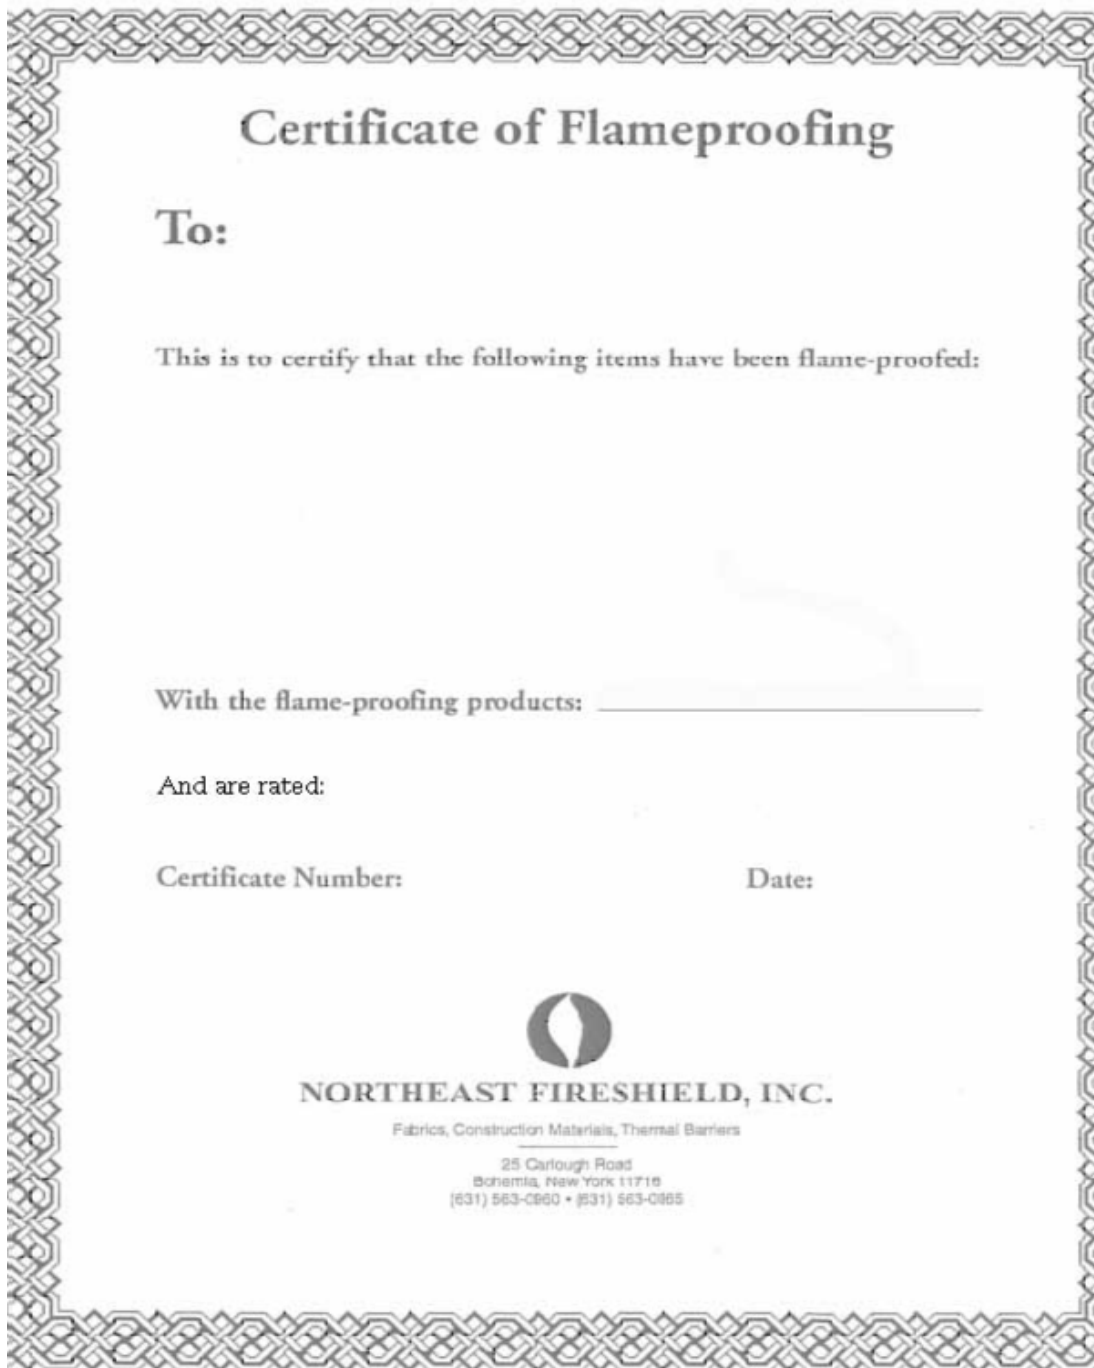 Certificate of Flameproofing
To:
This is to certify that the following items have been flame-proofed:
With the flame-proofing products:
And are rated:
Certificate Number: Date:
NORTHEAST FIRESHIELD, INC.
Fabrics, Construction Materials, Thermal Barriers
25 Carlough Road
Bohemia, New York 11716
(631) 563-0960 • (631) 563-0965